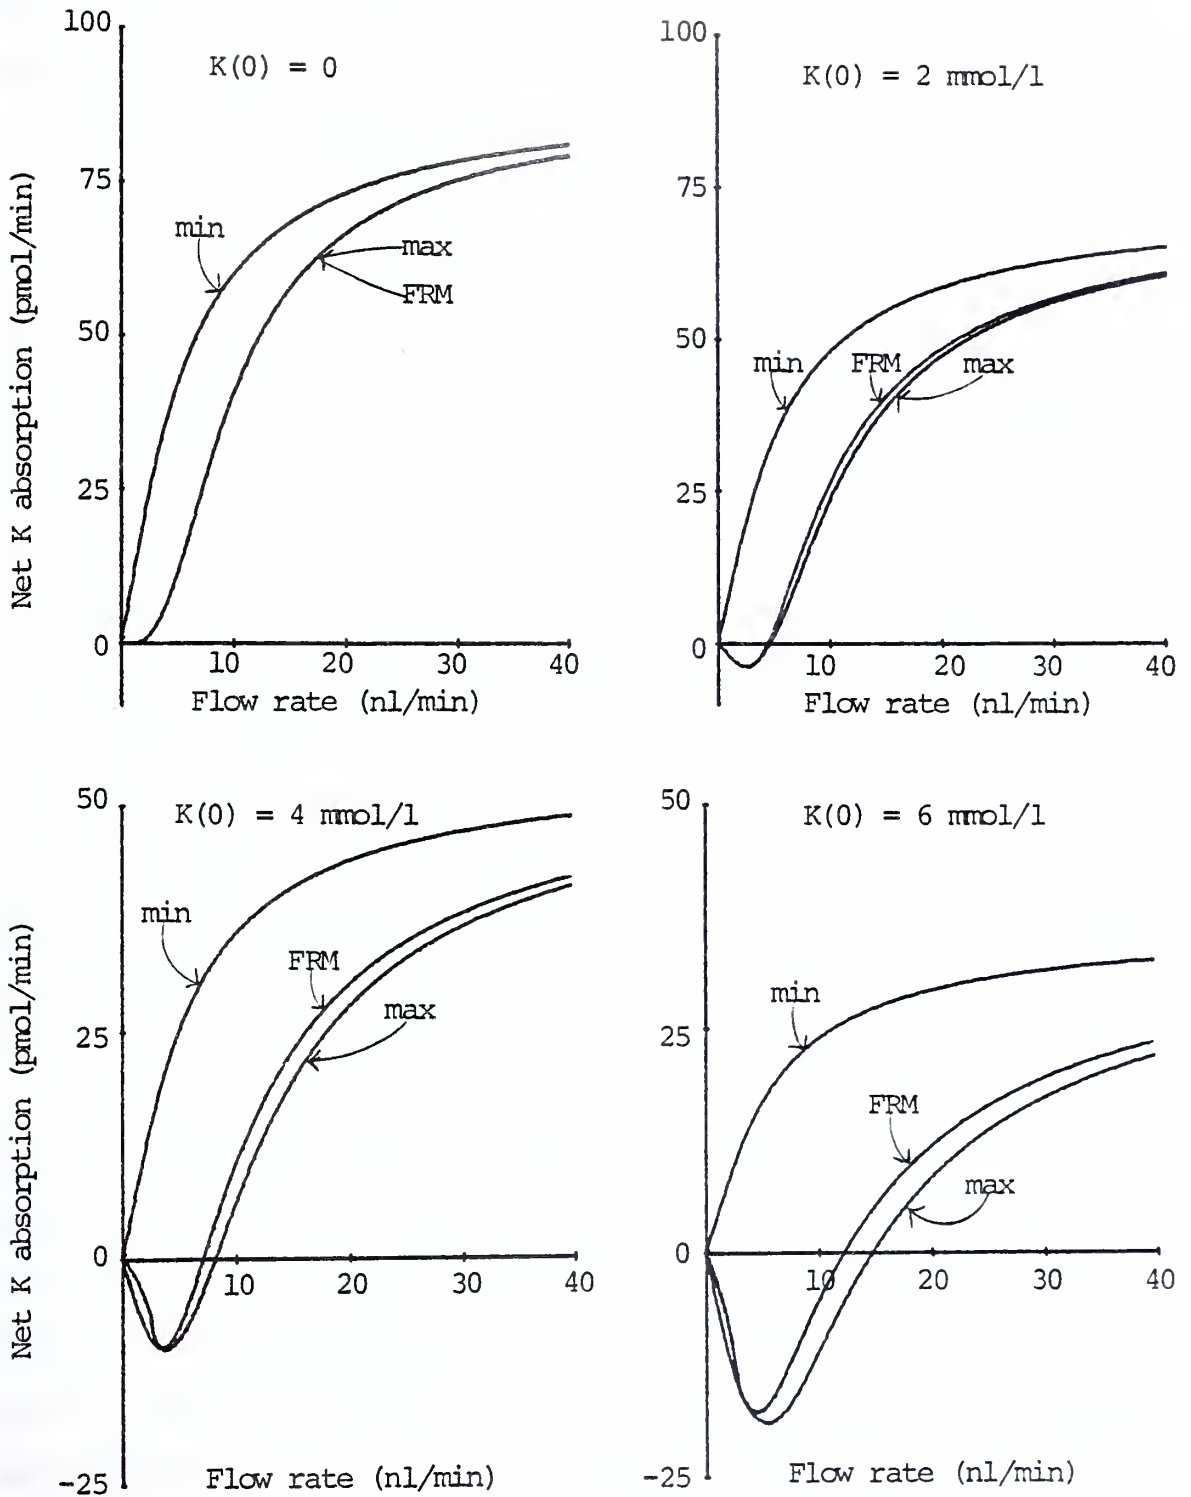 100
K(0) = 0
75
min
max
FRM
50
25
0
10 20 30 40
Flow rate (nl/min)
Net K absorption (pmol/min)
100
K(0) = 2 mmol/l
75
50
min
FRM
max
25
0
10 20 30 40
Flow rate (nl/min)
50
K(0) = 4 mmol/l
min
FRM
max
25
0
10 20 30 40
-25
Flow rate (nl/min)
Net K absorption (pmol/min)
50
K(0) = 6 mmol/l
min
25
FRM
max
0
10 20 30 40
-25
Flow rate (nl/min)